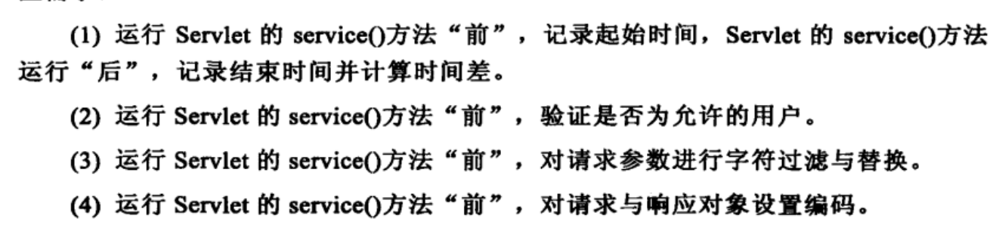 (1) 运行 Servlet 的 service()方法“前”，记录起始时间，Servlet 的 service()方法
运行“后”，记录结束时间并计算时间差。
(2) 运行 Servlet 的 service()方法“前”，验证是否为允许的用户。
(3) 运行 Servlet 的 service()方法“前”，对请求参数进行字符过滤与替换。
(4) 运行 Servlet 的 service()方法“前”，对请求与响应对象设置编码。